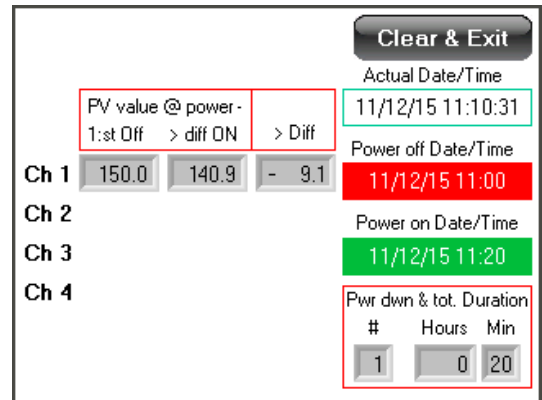 Clear & Exit
Actual Date/Time
11/12/15 11:10:31
PV value @ power-
1:st Off > diff ON > Diff
Power off Date/Time
Ch 1 150.0 140.9 - 9.1
11/12/15 11:00
Ch 2
Power on Date/Time
Ch 3
11/12/15 11:20
Ch 4
Pwr dwn & tot. Duration
# Hours Min
1 0 20